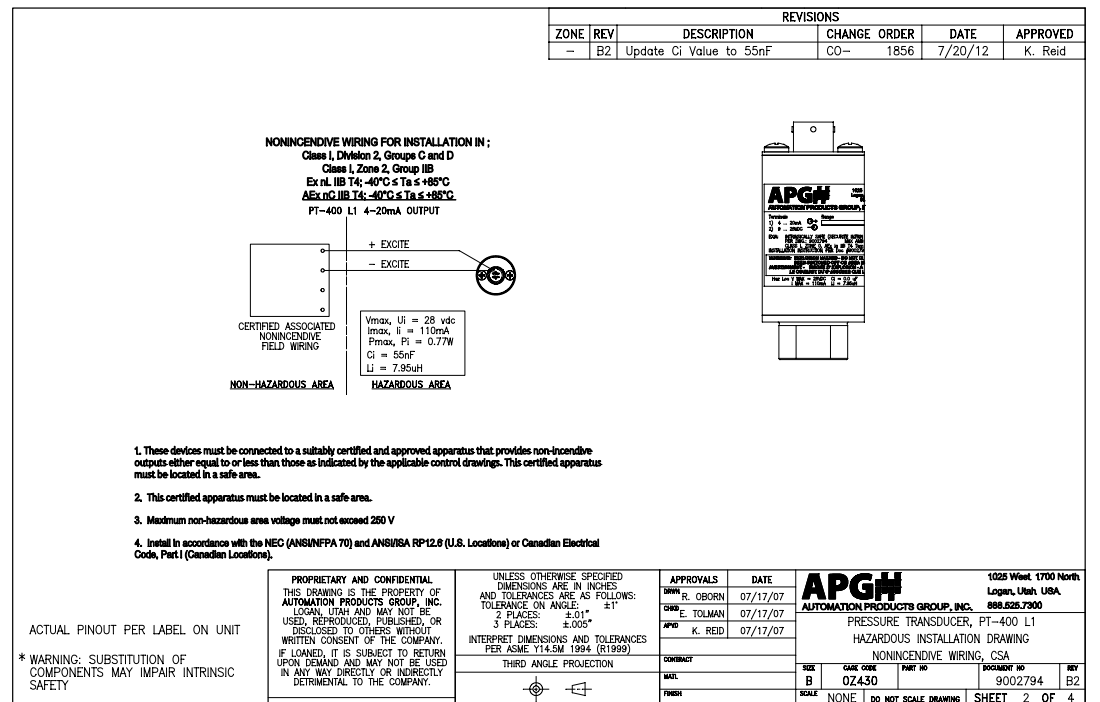 REVISIONS
ZONE REV DESCRIPTION CHANGE ORDER DATE APPROVED
- B2 Update Ci Value to 55nF CO- 1856 7/20/12 K. Reid
NONINCENDIVE WIRING FOR INSTALLATION IN ;
Class I, Division 2, Groups C and D
Class I, Zone 2, Group IIB
Ex nL IIB T4; -40°C ≤ Ta ≤ +85°C
AEx nC IIB T4; -40°C ≤ Ta ≤ +85°C
PT-400 L1 4-20mA OUTPUT
+ EXCITE
- EXCITE
CERTIFIED ASSOCIATED
NONINCENDIVE
FIELD WIRING
Vmax, Ui = 28 vdc
Imax, Ii = 110mA
Pmax, Pi = 0.77W
Ci = 55nF
Li = 7.95uH
NON-HAZARDOUS AREA
HAZARDOUS AREA
APG
1025
Logan,
AUTOMATION PRODUCTS GROUP,
Terminals Range
1) 4 .. 20mA
2) 9 .. 28VDC
1. These devices must be connected to a suitably certified and approved apparatus that provides non-incendive
outputs either equal to or less than those as indicated by the applicable control drawings. This certified apparatus
must be located in a safe area.
2. This certified apparatus must be located in a safe area.
3. Maximum non-hazardous area voltage must not exceed 250 V
4. Install in accordance with the NEC (ANSI/NFPA 70) and ANSI/ISA RP12.6 (U.S. Locations) or Canadian Electrical
Code, Part I (Canadian Locations).
ACTUAL PINOUT PER LABEL ON UNIT
* WARNING: SUBSTITUTION OF
COMPONENTS MAY IMPAIR INTRINSIC
SAFETY
PROPRIETARY AND CONFIDENTIAL
THIS DRAWING IS THE PROPERTY OF
AUTOMATION PRODUCTS GROUP, INC.
LOGAN, UTAH AND MAY NOT BE
USED, REPRODUCED, PUBLISHED, OR
DISCLOSED TO OTHERS WITHOUT
WRITTEN CONSENT OF THE COMPANY.
IF LOANED, IT IS SUBJECT TO RETURN
UPON DEMAND AND MAY NOT BE USED
IN ANY WAY DIRECTLY OR INDIRECTLY
DETRIMENTAL TO THE COMPANY.
UNLESS OTHERWISE SPECIFIED
DIMENSIONS ARE IN INCHES
AND TOLERANCES ARE AS FOLLOWS:
TOLERANCE ON ANGLE: ±1°
2 PLACES: ±.01"
3 PLACES: ±.005"
INTERPRET DIMENSIONS AND TOLERANCES
PER ASME Y14.5M 1994 (R1999)
THIRD ANGLE PROJECTION
APPROVALS DATE
DRWN R. OBORN 07/17/07
CHKD E. TOLMAN 07/17/07
APVD K. REID 07/17/07
CONTRACT
MATL
FINISH
APG
AUTOMATION PRODUCTS GROUP, INC.
1025 West 1700 North
Logan, Utah USA
888.525.7300
PRESSURE TRANSDUCER, PT-400 L1
HAZARDOUS INSTALLATION DRAWING
NONINCENDIVE WIRING, CSA
SIZE CAGE CODE PART NO DOCUMENT NO REV
B 0Z430 9002794 B2
SCALE NONE DO NOT SCALE DRAWING SHEET 2 OF 4